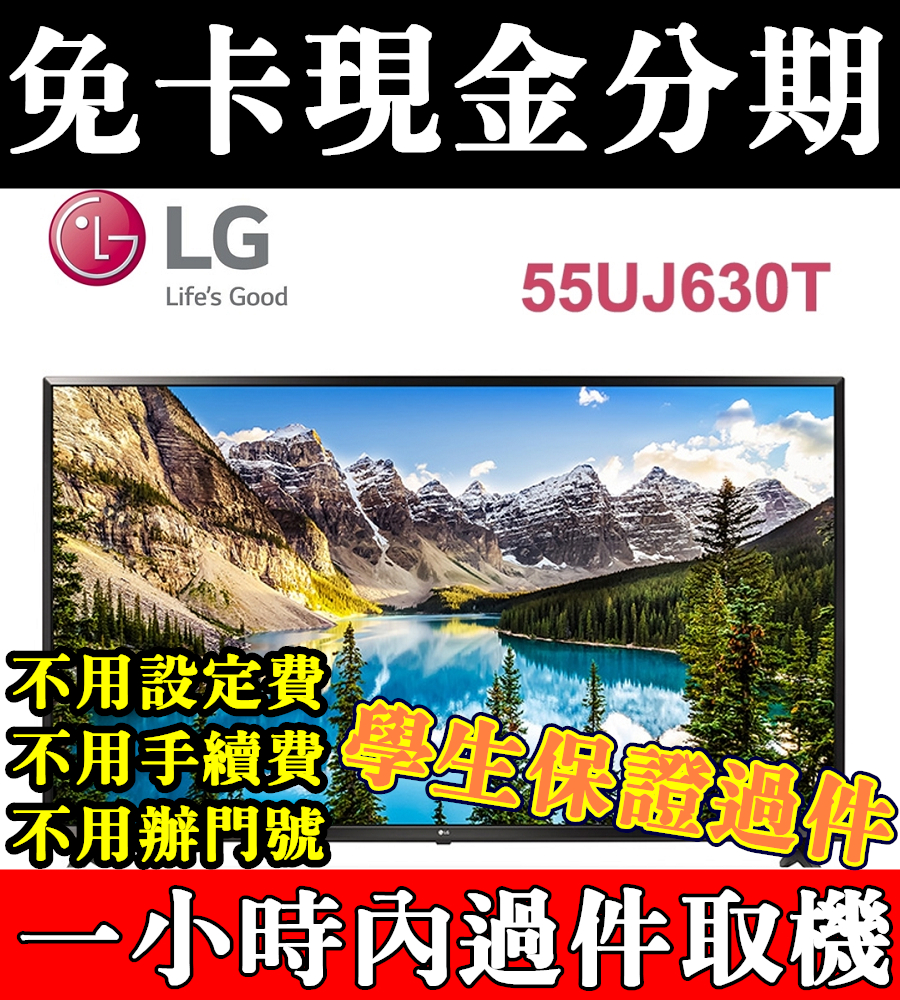 免卡現金分期
LG
Life's Good
55UJ630T
不用設定費
不用手續費
不用辦門號
學生保證過件
LG
一小時內過件取機